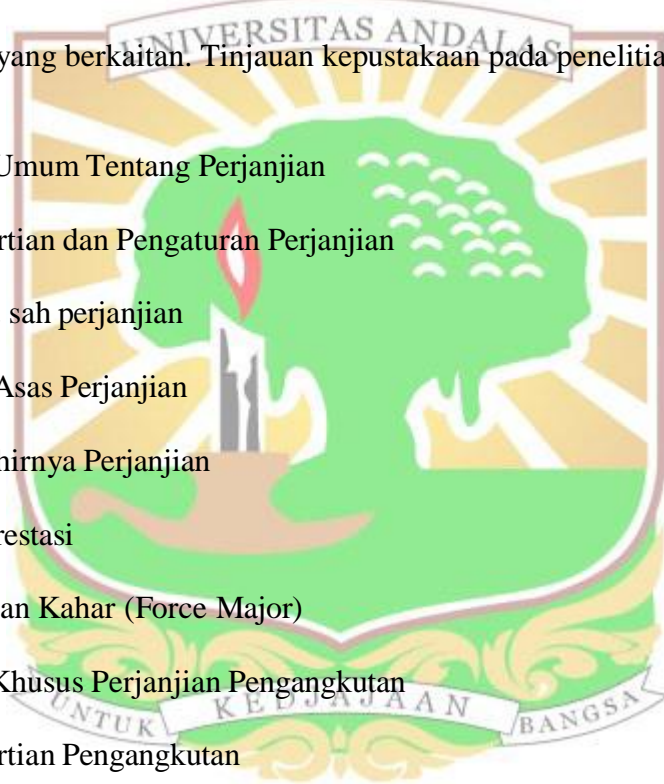 UNIVERSITAS ANDALAS
yang berkaitan. Tinjauan kepustakaan pada penelitia
Umum Tentang Perjanjian
rtian dan Pengaturan Perjanjian
sah perjanjian
Asas Perjanjian
hirnya Perjanjian
restasi
an Kahar (Force Major)
Khusus Perjanjian Pengangkutan
UNTUK KEDJAJAAN BANGSA
rtian Pengangkutan